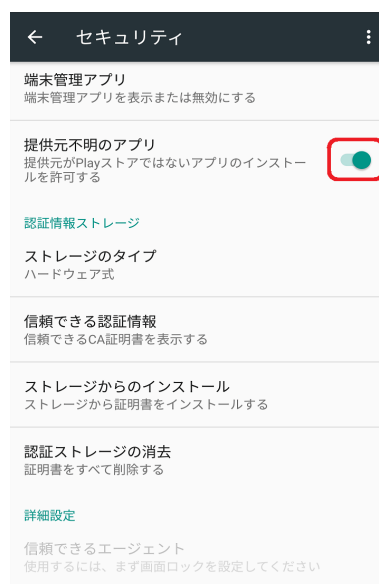 セキュリティ
端末管理アプリ
端末管理アプリを表示または無効にする
提供元不明のアプリ
提供元がPlayストアではないアプリのインストー
ルを許可する
認証情報ストレージ
ストレージのタイプ
ハードウェア式
信頼できる認証情報
信頼できるCA証明書を表示する
ストレージからのインストール
ストレージから証明書をインストールする
認証ストレージの消去
証明書をすべて削除する
詳細設定
信頼できるエージェント
使用するには、まず画面ロックを設定してください